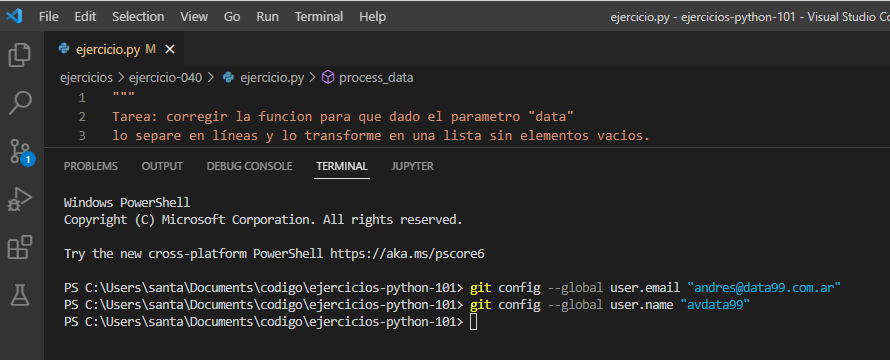 File Edit Selection View Go Run Terminal Help ejercicio.py - ejercicios-python-101 - Visual Studio Co
ejercicio.py M
ejercicios > ejercicio-040 > ejercicio.py > process_data
1 """
2 Tarea: corregir la funcion para que dado el parametro "data"
3 lo separe en líneas y lo transforme en una lista sin elementos vacios.
1
PROBLEMS OUTPUT DEBUG CONSOLE TERMINAL JUPYTER
Windows PowerShell
Copyright (C) Microsoft Corporation. All rights reserved.
Try the new cross-platform PowerShell https://aka.ms/pscore6
PS C:\Users\santa\Documents\codigo\ejercicios-python-101> git config --global user.email "andres@data99.com.ar"
PS C:\Users\santa\Documents\codigo\ejercicios-python-101> git config --global user.name "avdata99"
PS C:\Users\santa\Documents\codigo\ejercicios-python-101>